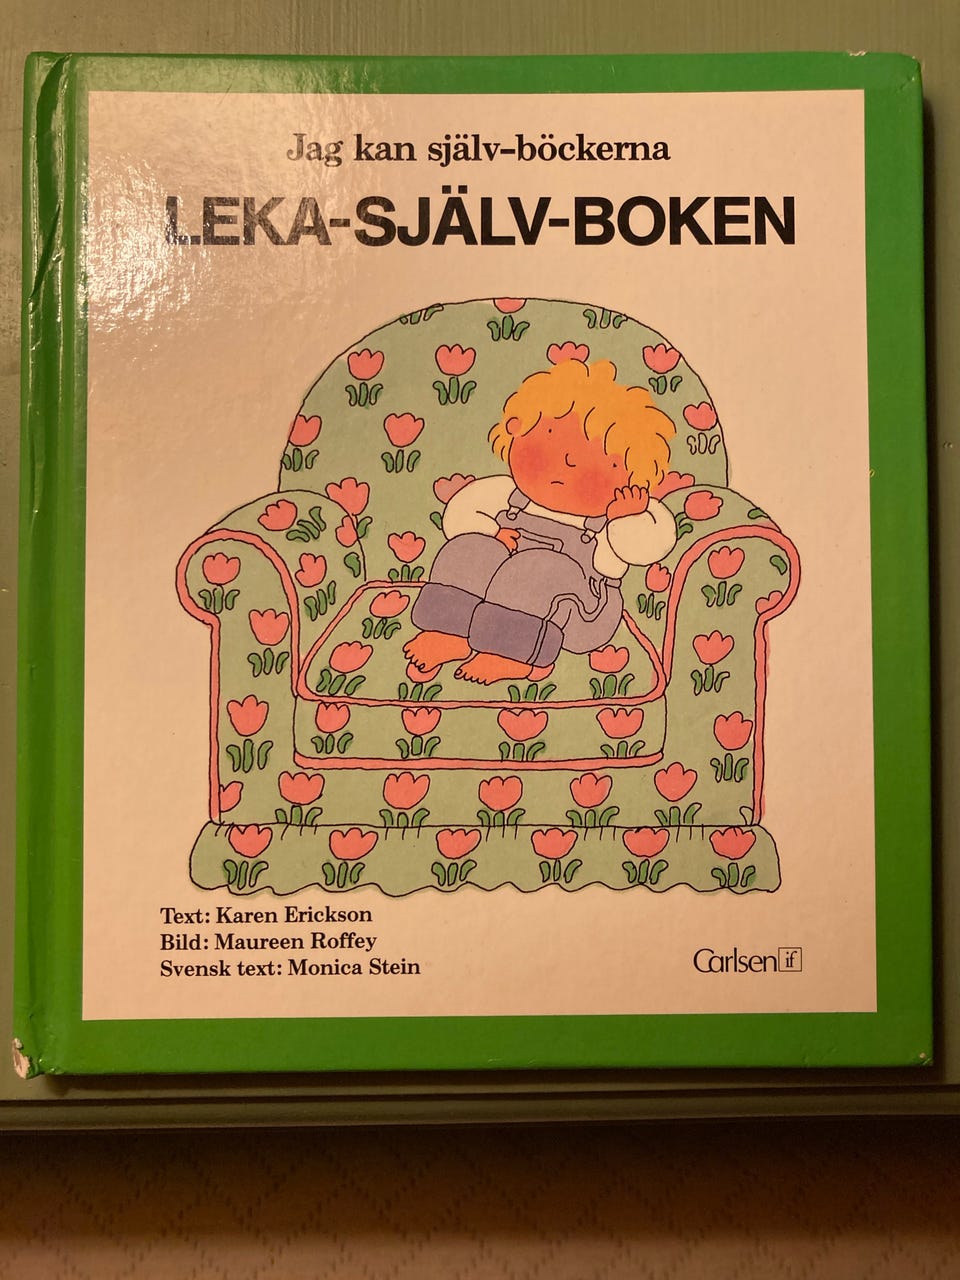 Jag kan själv-böckerna
LEKA-SJÄLV-BOKEN
Text: Karen Erickson
Bild: Maureen Roffey
Svensk text: Monica Stein
Carlsen if